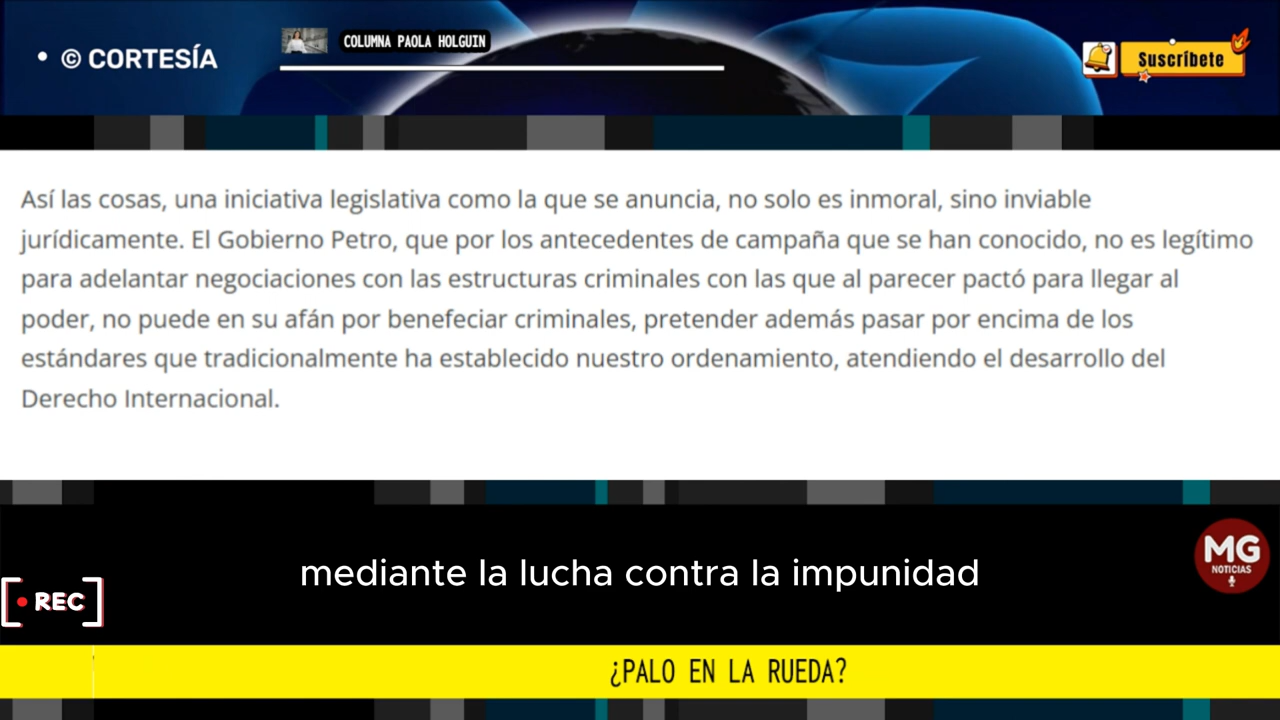 • © CORTESÍA
COLUMNA PAOLA HOLGUIN
Suscríbete
Así las cosas, una iniciativa legislativa como la que se anuncia, no solo es inmoral, sino inviable
jurídicamente. El Gobierno Petro, que por los antecedentes de campaña que se han conocido, no es legítimo
para adelantar negociaciones con las estructuras criminales con las que al parecer pactó para llegar al
poder, no puede en su afán por benefeciar criminales, pretender además pasar por encima de los
estándares que tradicionalmente ha establecido nuestro ordenamiento, atendiendo el desarrollo del
Derecho Internacional.
mediante la lucha contra la impunidad
MG
NOTICIAS
REC
¿PALO EN LA RUEDA?